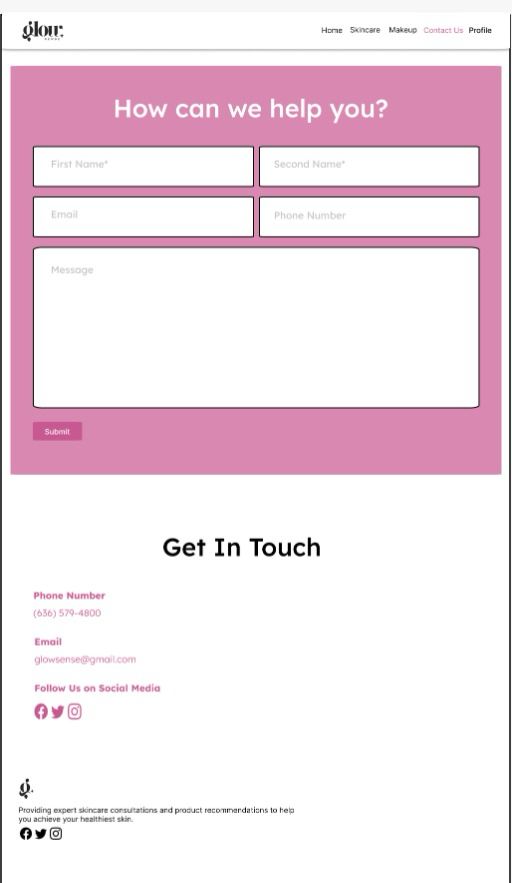 glow
Home Skincare Makeup Contact Us Profile
How can we help you?
First Name* Second Name*
Email Phone Number
Message
Submit
Get In Touch
Phone Number
(636) 579-4800
Email
glowsense@gmail.com
Follow Us on Social Media
g.
Providing expert skincare consultations and product recommendations to help
you achieve your healthiest skin.